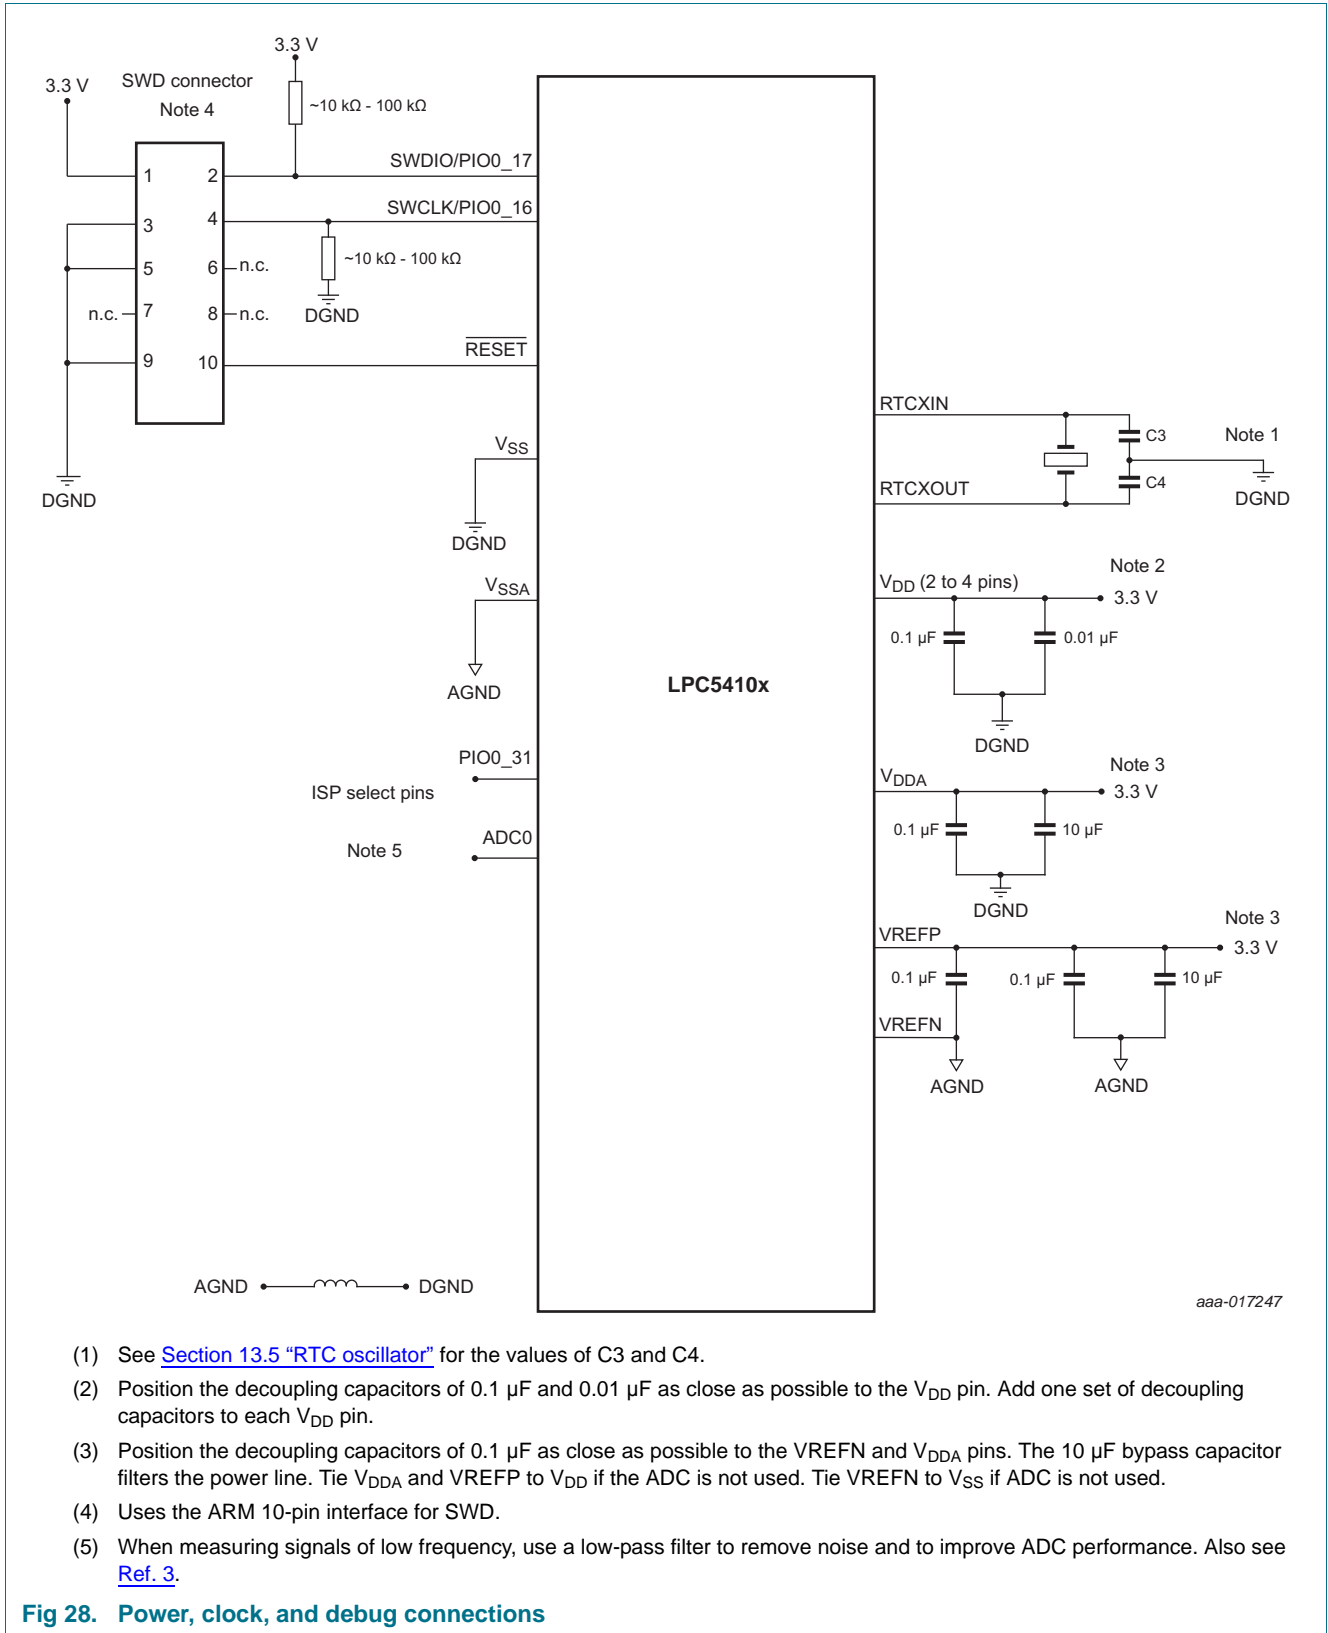 3.3 V
3.3 V
SWD connector
Note 4
~10 kΩ - 100 kΩ
1
2
SWDIO/PIO0_17
3
4
SWCLK/PIO0_16
5
6
n.c.
~10 kΩ - 100 kΩ
n.c.
7
8
n.c.
DGND
9
10
RESET
DGND
VSS
DGND
VSSA
AGND
PIO0_31
ISP select pins
ADC0
Note 5
LPC5410x
RTCXIN
C3
Note 1
RTCXOUT
C4
DGND
Note 2
VDD (2 to 4 pins)
3.3 V
0.1 µF
0.01 µF
DGND
Note 3
VDDA
3.3 V
0.1 µF
10 µF
DGND
Note 3
VREFP
3.3 V
0.1 µF
0.1 µF
10 µF
VREFN
AGND
AGND
AGND
DGND
aaa-017247
(1) See Section 13.5 “RTC oscillator” for the values of C3 and C4.
(2) Position the decoupling capacitors of 0.1 µF and 0.01 µF as close as possible to the VDD pin. Add one set of decoupling
capacitors to each VDD pin.
(3) Position the decoupling capacitors of 0.1 µF as close as possible to the VREFN and VDDA pins. The 10 µF bypass capacitor
filters the power line. Tie VDDA and VREFP to VDD if the ADC is not used. Tie VREFN to VSS if ADC is not used.
(4) Uses the ARM 10-pin interface for SWD.
(5) When measuring signals of low frequency, use a low-pass filter to remove noise and to improve ADC performance. Also see
Ref. 3.
Fig 28. Power, clock, and debug connections